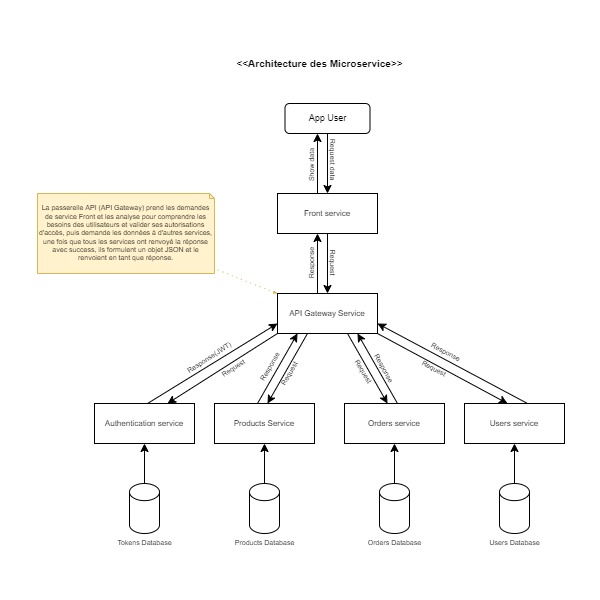 <<Architecture des Microservice>>
App User
Show data
Request data
Front service
La passerelle API (API Gateway) prend les demandes
de service Front et les analyse pour comprendre les
besoins des utilisateurs et valider ses autorisations
d'accès, puis demande les données à d'autres services,
une fois que tous les services ont renvoyé la réponse
avec success, ils formulent un objet JSON et le
renvoient en tant que réponse.
Response
Request
API Gateway Service
Response(JWT)
Request
Response
Request
Response
Request
Response
Request
Authentication service
Products Service
Orders service
Users service
Tokens Database
Products Database
Orders Database
Users Database